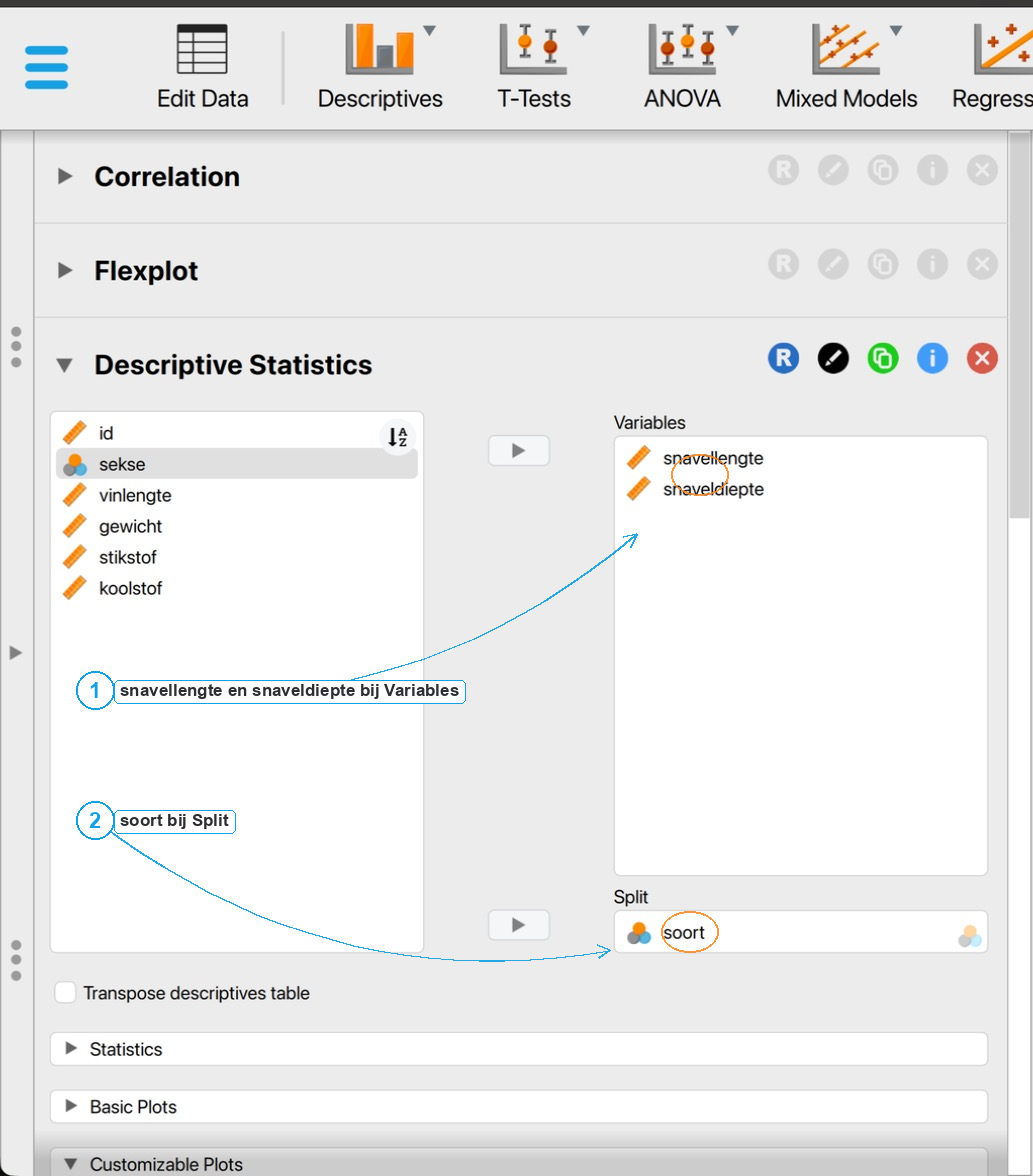 Edit Data
Descriptives
T-Tests
ANOVA
Mixed Models
Regress
Correlation
R
i
Flexplot
R
i
Descriptive Statistics
R
i
id
A
Z
sekse
vinlengte
gewicht
stikstof
koolstof
Variables
snavellengte
snaveldiepte
1 snavellengte en snaveldiepte bij Variables
2 soort bij Split
Split
soort
Transpose descriptives table
Statistics
Basic Plots
Customizable Plots